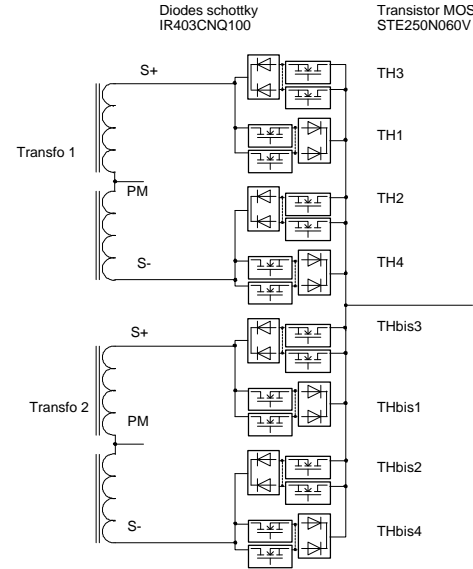 Diodes schottky
IR403CNQ100
Transistor MOS
STE250N060V
S+
TH3
TH1
Transfo 1
PM
TH2
S-
TH4
S+
THbis3
Transfo 2
THbis1
PM
THbis2
S-
THbis4